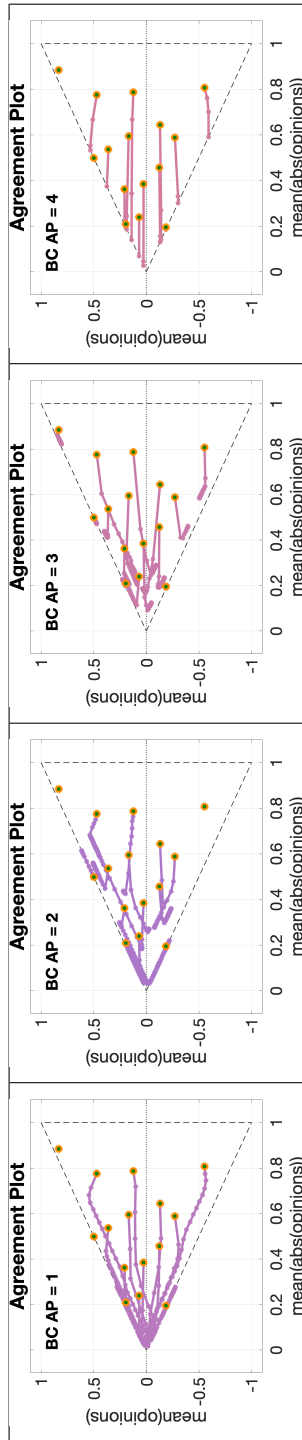 Agreement Plot
BC AP = 1
1
0.5
0
-0.5
-1
mean(opinions)
0
0.2
0.4
0.6
0.8
1
mean(abs(opinions))
Agreement Plot
BC AP = 2
1
0.5
0
-0.5
-1
mean(opinions)
0
0.2
0.4
0.6
0.8
1
mean(abs(opinions))
Agreement Plot
BC AP = 3
1
0.5
0
-0.5
-1
mean(opinions)
0
0.2
0.4
0.6
0.8
1
mean(abs(opinions))
Agreement Plot
BC AP = 4
1
0.5
0
-0.5
-1
mean(opinions)
0
0.2
0.4
0.6
0.8
1
mean(abs(opinions))